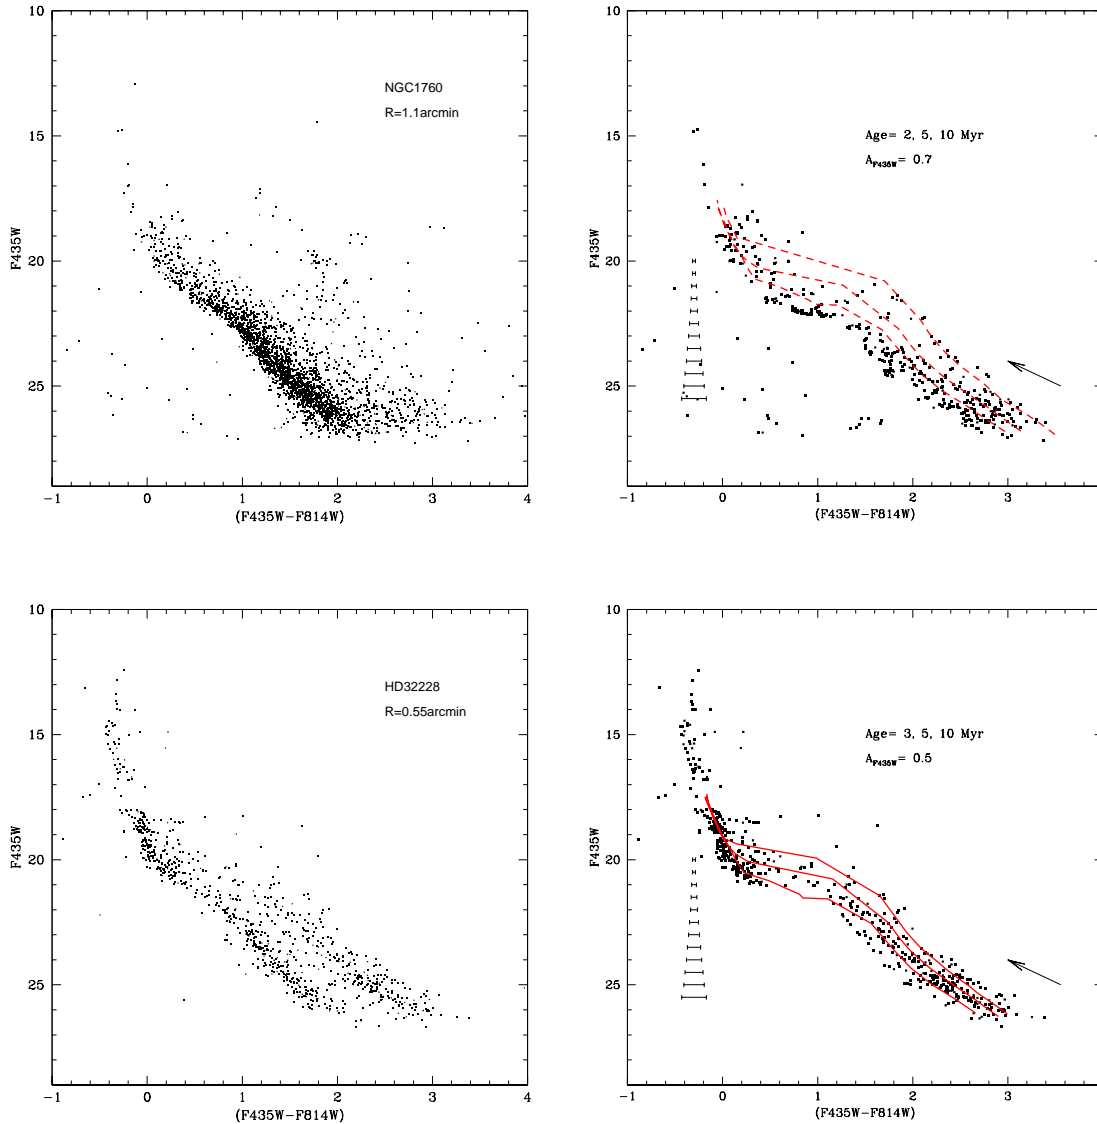 10
15
20
25
F435W
NGC1760
R=1.1arcmin
−1
0
1
2
3
4
(F435W−F814W)
10
15
20
25
F435W
Age= 2, 5, 10 Myr
A_F435W= 0.7
−1
0
1
2
3
(F435W−F814W)
10
15
20
25
F435W
HD32228
R=0.55arcmin
−1
0
1
2
3
4
(F435W−F814W)
10
15
20
25
F435W
Age= 3, 5, 10 Myr
A_F435W= 0.5
−1
0
1
2
3
(F435W−F814W)